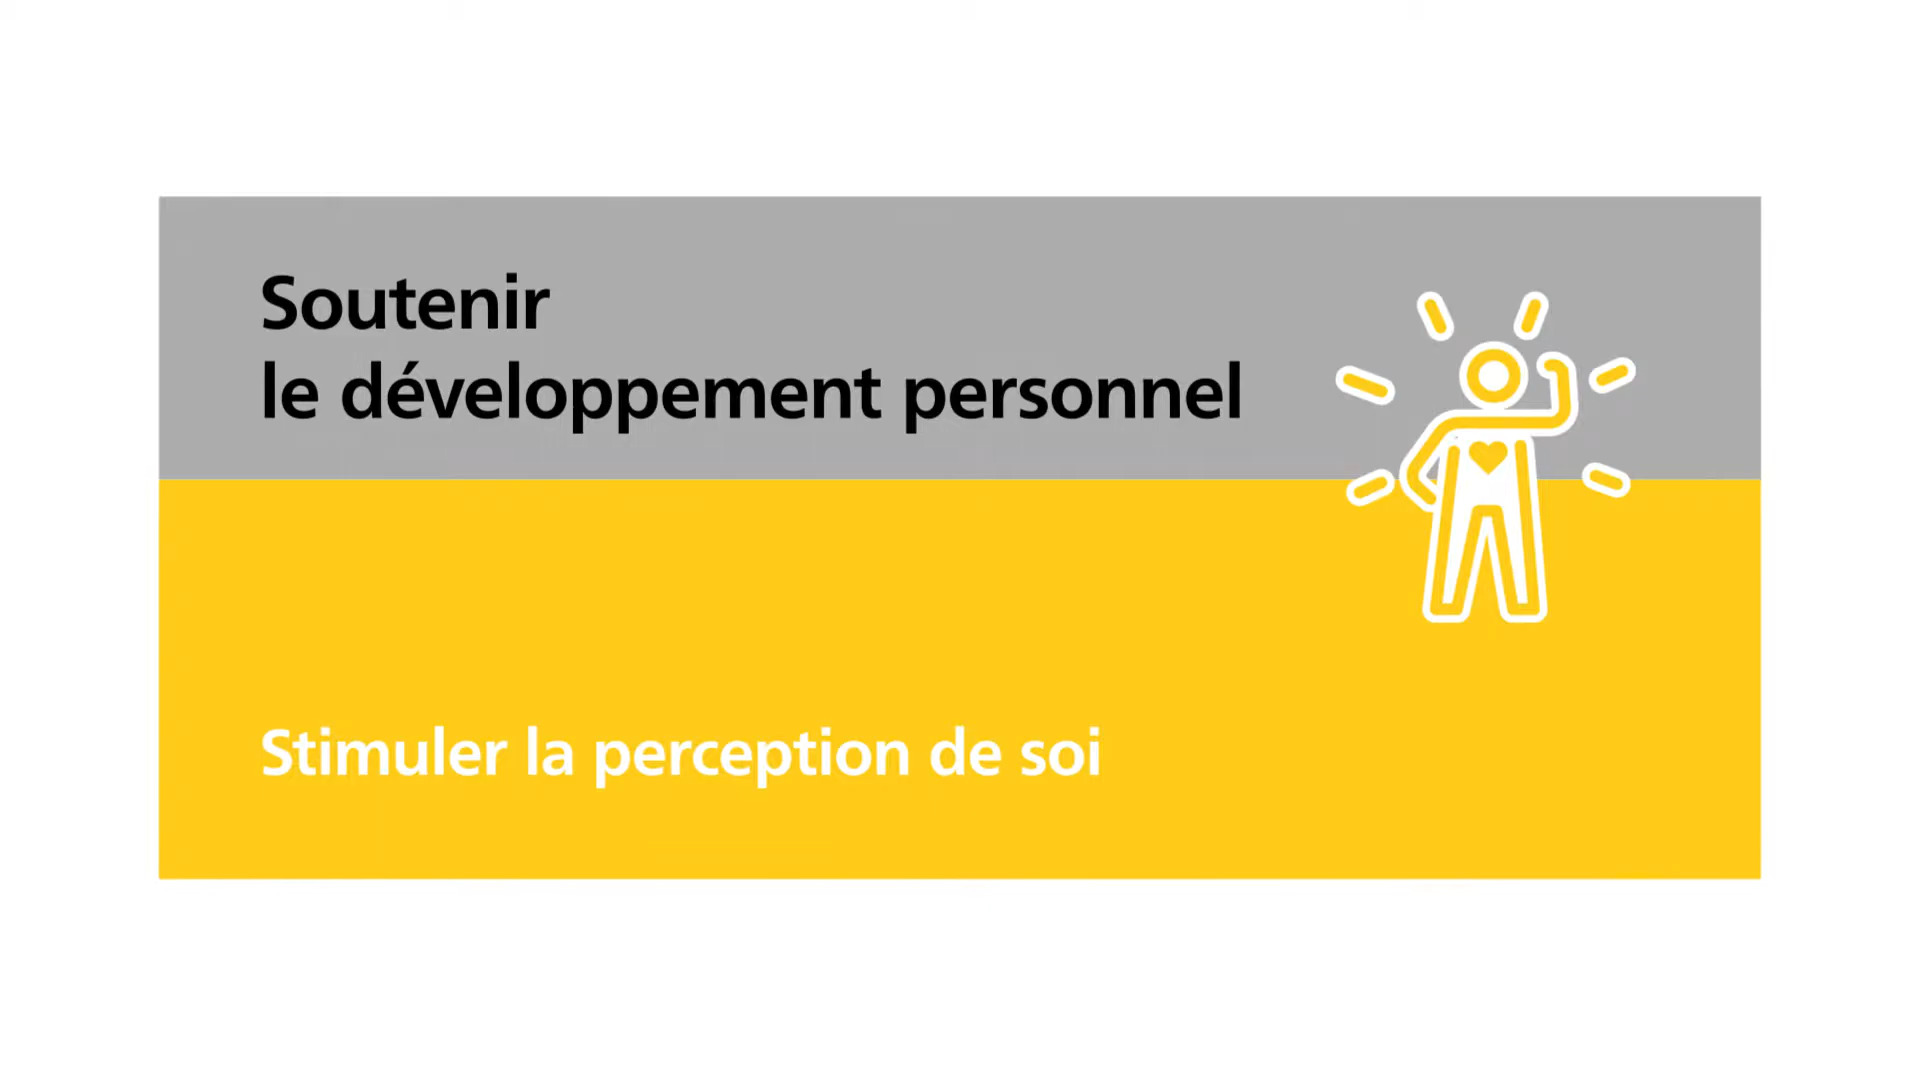 Soutenir
le développement personnel
Stimuler la perception de soi